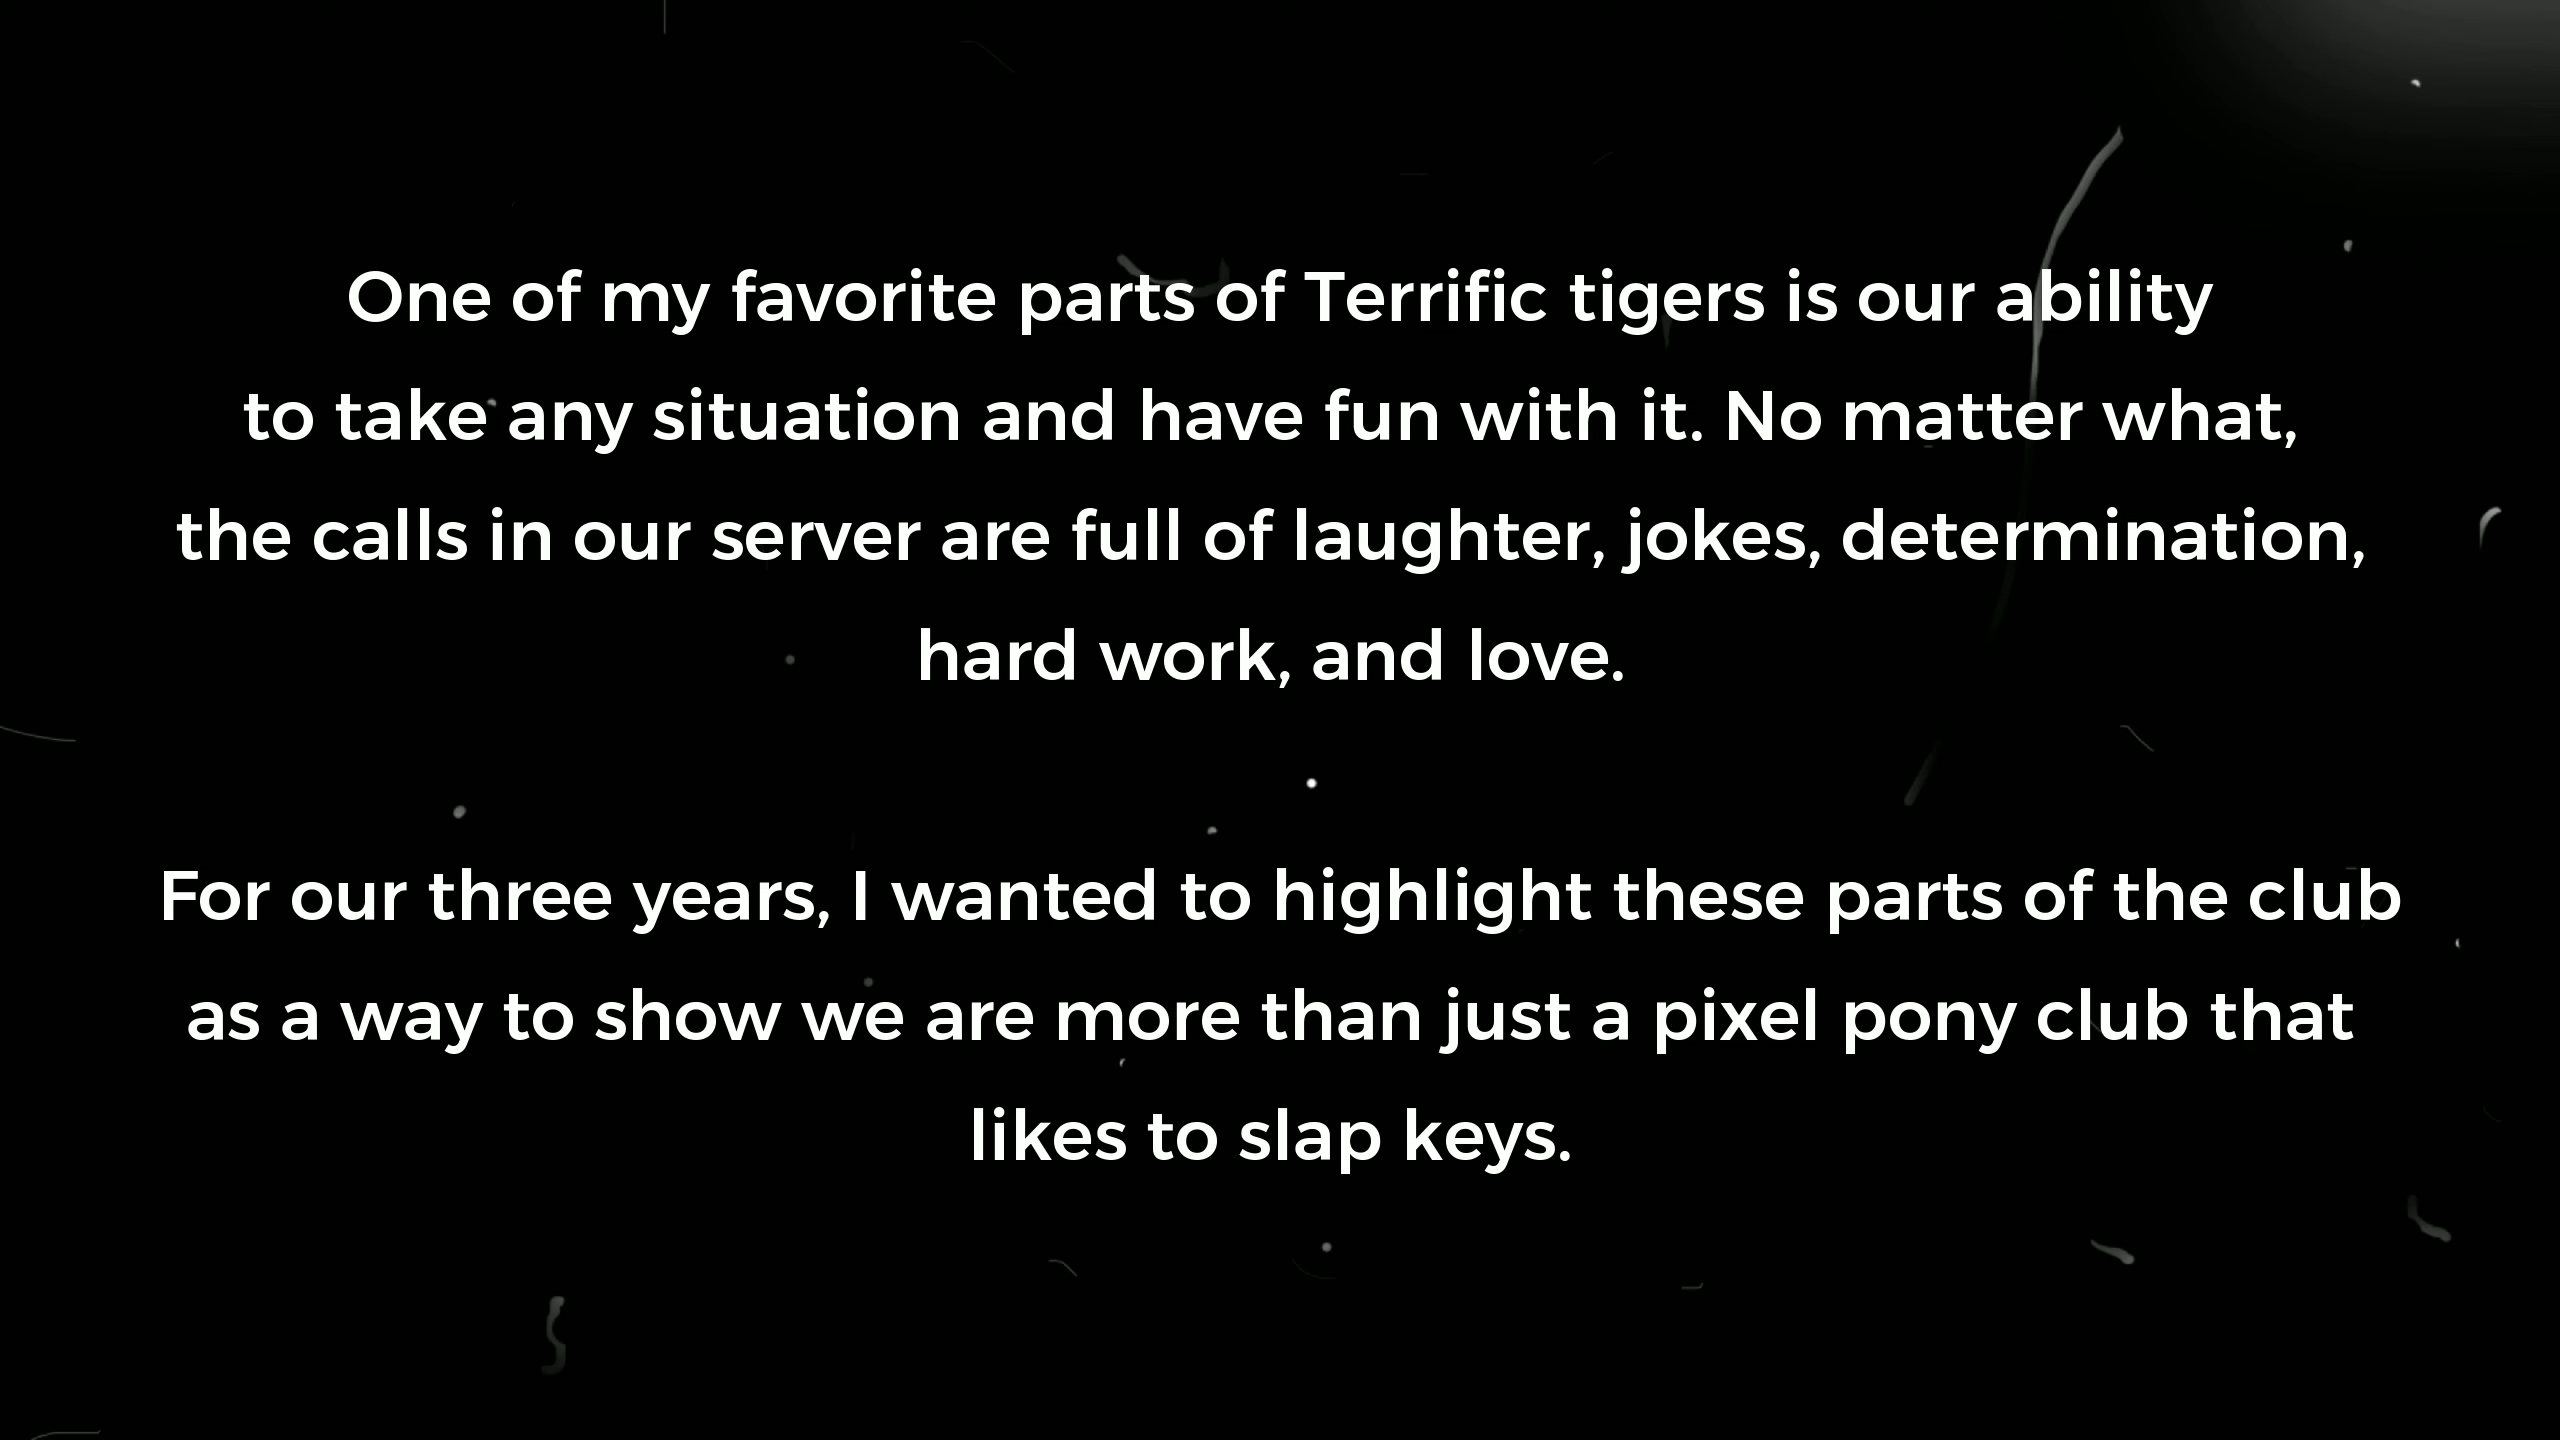 One of my favorite parts of Terrific tigers is our ability
to take any situation and have fun with it. No matter what,
the calls in our server are full of laughter, jokes, determination,
hard work, and love.
For our three years, I wanted to highlight these parts of the club
as a way to show we are more than just a pixel pony club that
likes to slap keys.